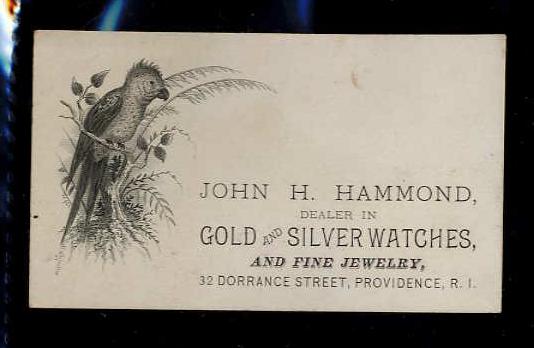 JOHN H. HAMMOND,
DEALER IN
GOLD AND SILVER WATCHES,
AND FINE JEWELRY,
32 DORRANCE STREET, PROVIDENCE, R. I.